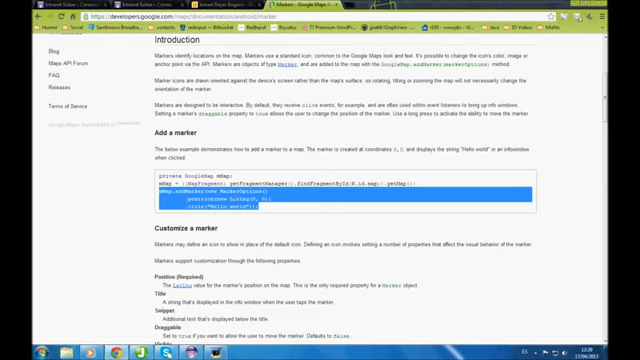 Markers - Google Maps A
https://developers.google.com/maps/documentation/android/marker
Introduction
Blog
Maps API Forum
FAQ
Releases
Terms of Service
Markers identify locations on the map. Markers use a standard icon, common to the Google Maps look and feel. It's possible to change the icon's color, image or
anchor point via the API. Markers are objects of type Marker, and are added to the map with the GoogleMap.addMarker(markerOptions)
method.
Marker icons are drawn oriented against the device's screen rather than the map's surface, so rotating, tilting or zooming the map will not necessarily change the
orientation of the marker.
Markers are designed to be interactive. By default, they receive click events, for example, and are often used within event listeners to bring up info windows.
Setting a marker's draggable property to true allows the user to change the position of the marker. Use a long press to activate the ability to move the marker.
Add a marker
The below example demonstrates how to add a marker to a map. The marker is created at coordinates 0,0, and displays the string "Hello world" in an infowindow
when clicked.
private GoogleMap mMap;
mMap = ((MapFragment) getFragmentManager().findFragmentById(R.id.map)).getMap();
mMap.addMarker(new MarkerOptions()
.position(new LatLng(0, 0))
.title("Hello world"));
Customize a marker
Markers may define an icon to show in place of the default icon. Defining an icon involves setting a number of properties that affect the visual behavior of the marker.
Markers support customization through the following properties:
Position (Required)
The LatLng value for the marker's position on the map. This is the only required property for a Marker object.
Title
A string that's displayed in the info window when the user taps the marker.
Snippet
Additional text that's displayed below the title
Draggable
Set to true if you want to allow the user to move the marker. Defaults to false.
ES
12:39
17/04/2013